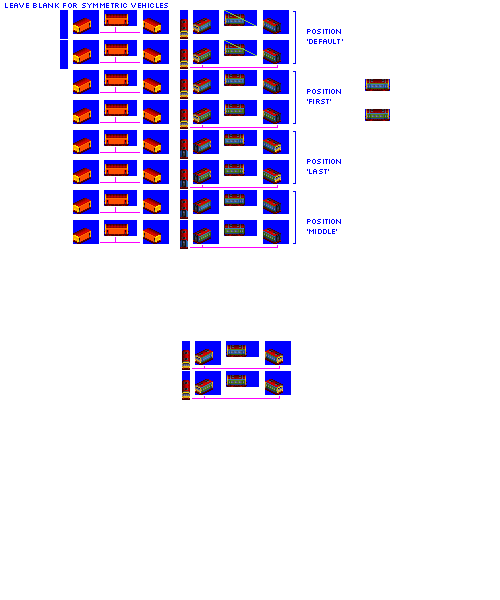 LEAVE BLANK FOR SYMMETRIC VEHICLES
POSITION
'DEFAULT'
POSITION
'FIRST'
POSITION
'LAST'
POSITION
'MIDDLE'